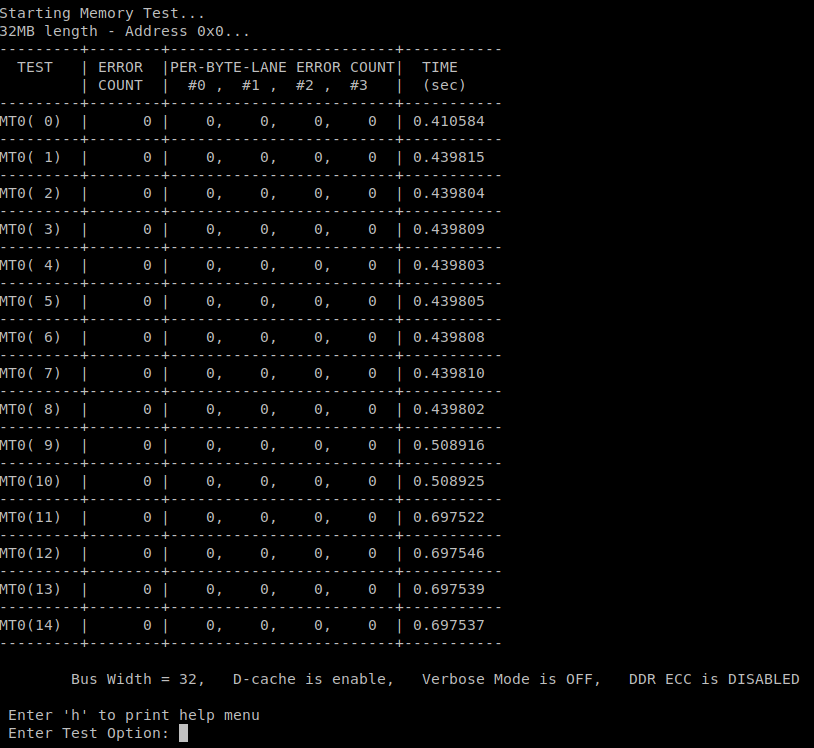 Starting Memory Test...
32MB length - Address 0x0...
---------+--------+-------------------------+-----------
  TEST   | ERROR  |PER-BYTE-LANE ERROR COUNT|  TIME
         | COUNT  |  #0 ,  #1 ,  #2 ,  #3   |  (sec)
---------+--------+-------------------------+-----------
MT0( 0)  |      0 |    0,    0,    0,    0  | 0.410584
---------+--------+-------------------------+-----------
MT0( 1)  |      0 |    0,    0,    0,    0  | 0.439815
---------+--------+-------------------------+-----------
MT0( 2)  |      0 |    0,    0,    0,    0  | 0.439804
---------+--------+-------------------------+-----------
MT0( 3)  |      0 |    0,    0,    0,    0  | 0.439809
---------+--------+-------------------------+-----------
MT0( 4)  |      0 |    0,    0,    0,    0  | 0.439803
---------+--------+-------------------------+-----------
MT0( 5)  |      0 |    0,    0,    0,    0  | 0.439805
---------+--------+-------------------------+-----------
MT0( 6)  |      0 |    0,    0,    0,    0  | 0.439808
---------+--------+-------------------------+-----------
MT0( 7)  |      0 |    0,    0,    0,    0  | 0.439810
---------+--------+-------------------------+-----------
MT0( 8)  |      0 |    0,    0,    0,    0  | 0.439802
---------+--------+-------------------------+-----------
MT0( 9)  |      0 |    0,    0,    0,    0  | 0.508916
---------+--------+-------------------------+-----------
MT0(10)  |      0 |    0,    0,    0,    0  | 0.508925
---------+--------+-------------------------+-----------
MT0(11)  |      0 |    0,    0,    0,    0  | 0.697522
---------+--------+-------------------------+-----------
MT0(12)  |      0 |    0,    0,    0,    0  | 0.697546
---------+--------+-------------------------+-----------
MT0(13)  |      0 |    0,    0,    0,    0  | 0.697539
---------+--------+-------------------------+-----------
MT0(14)  |      0 |    0,    0,    0,    0  | 0.697537
---------+--------+-------------------------+-----------
        Bus Width = 32,   D-cache is enable,   Verbose Mode is OFF,   DDR ECC is DISABLED
 Enter 'h' to print help menu
 Enter Test Option: